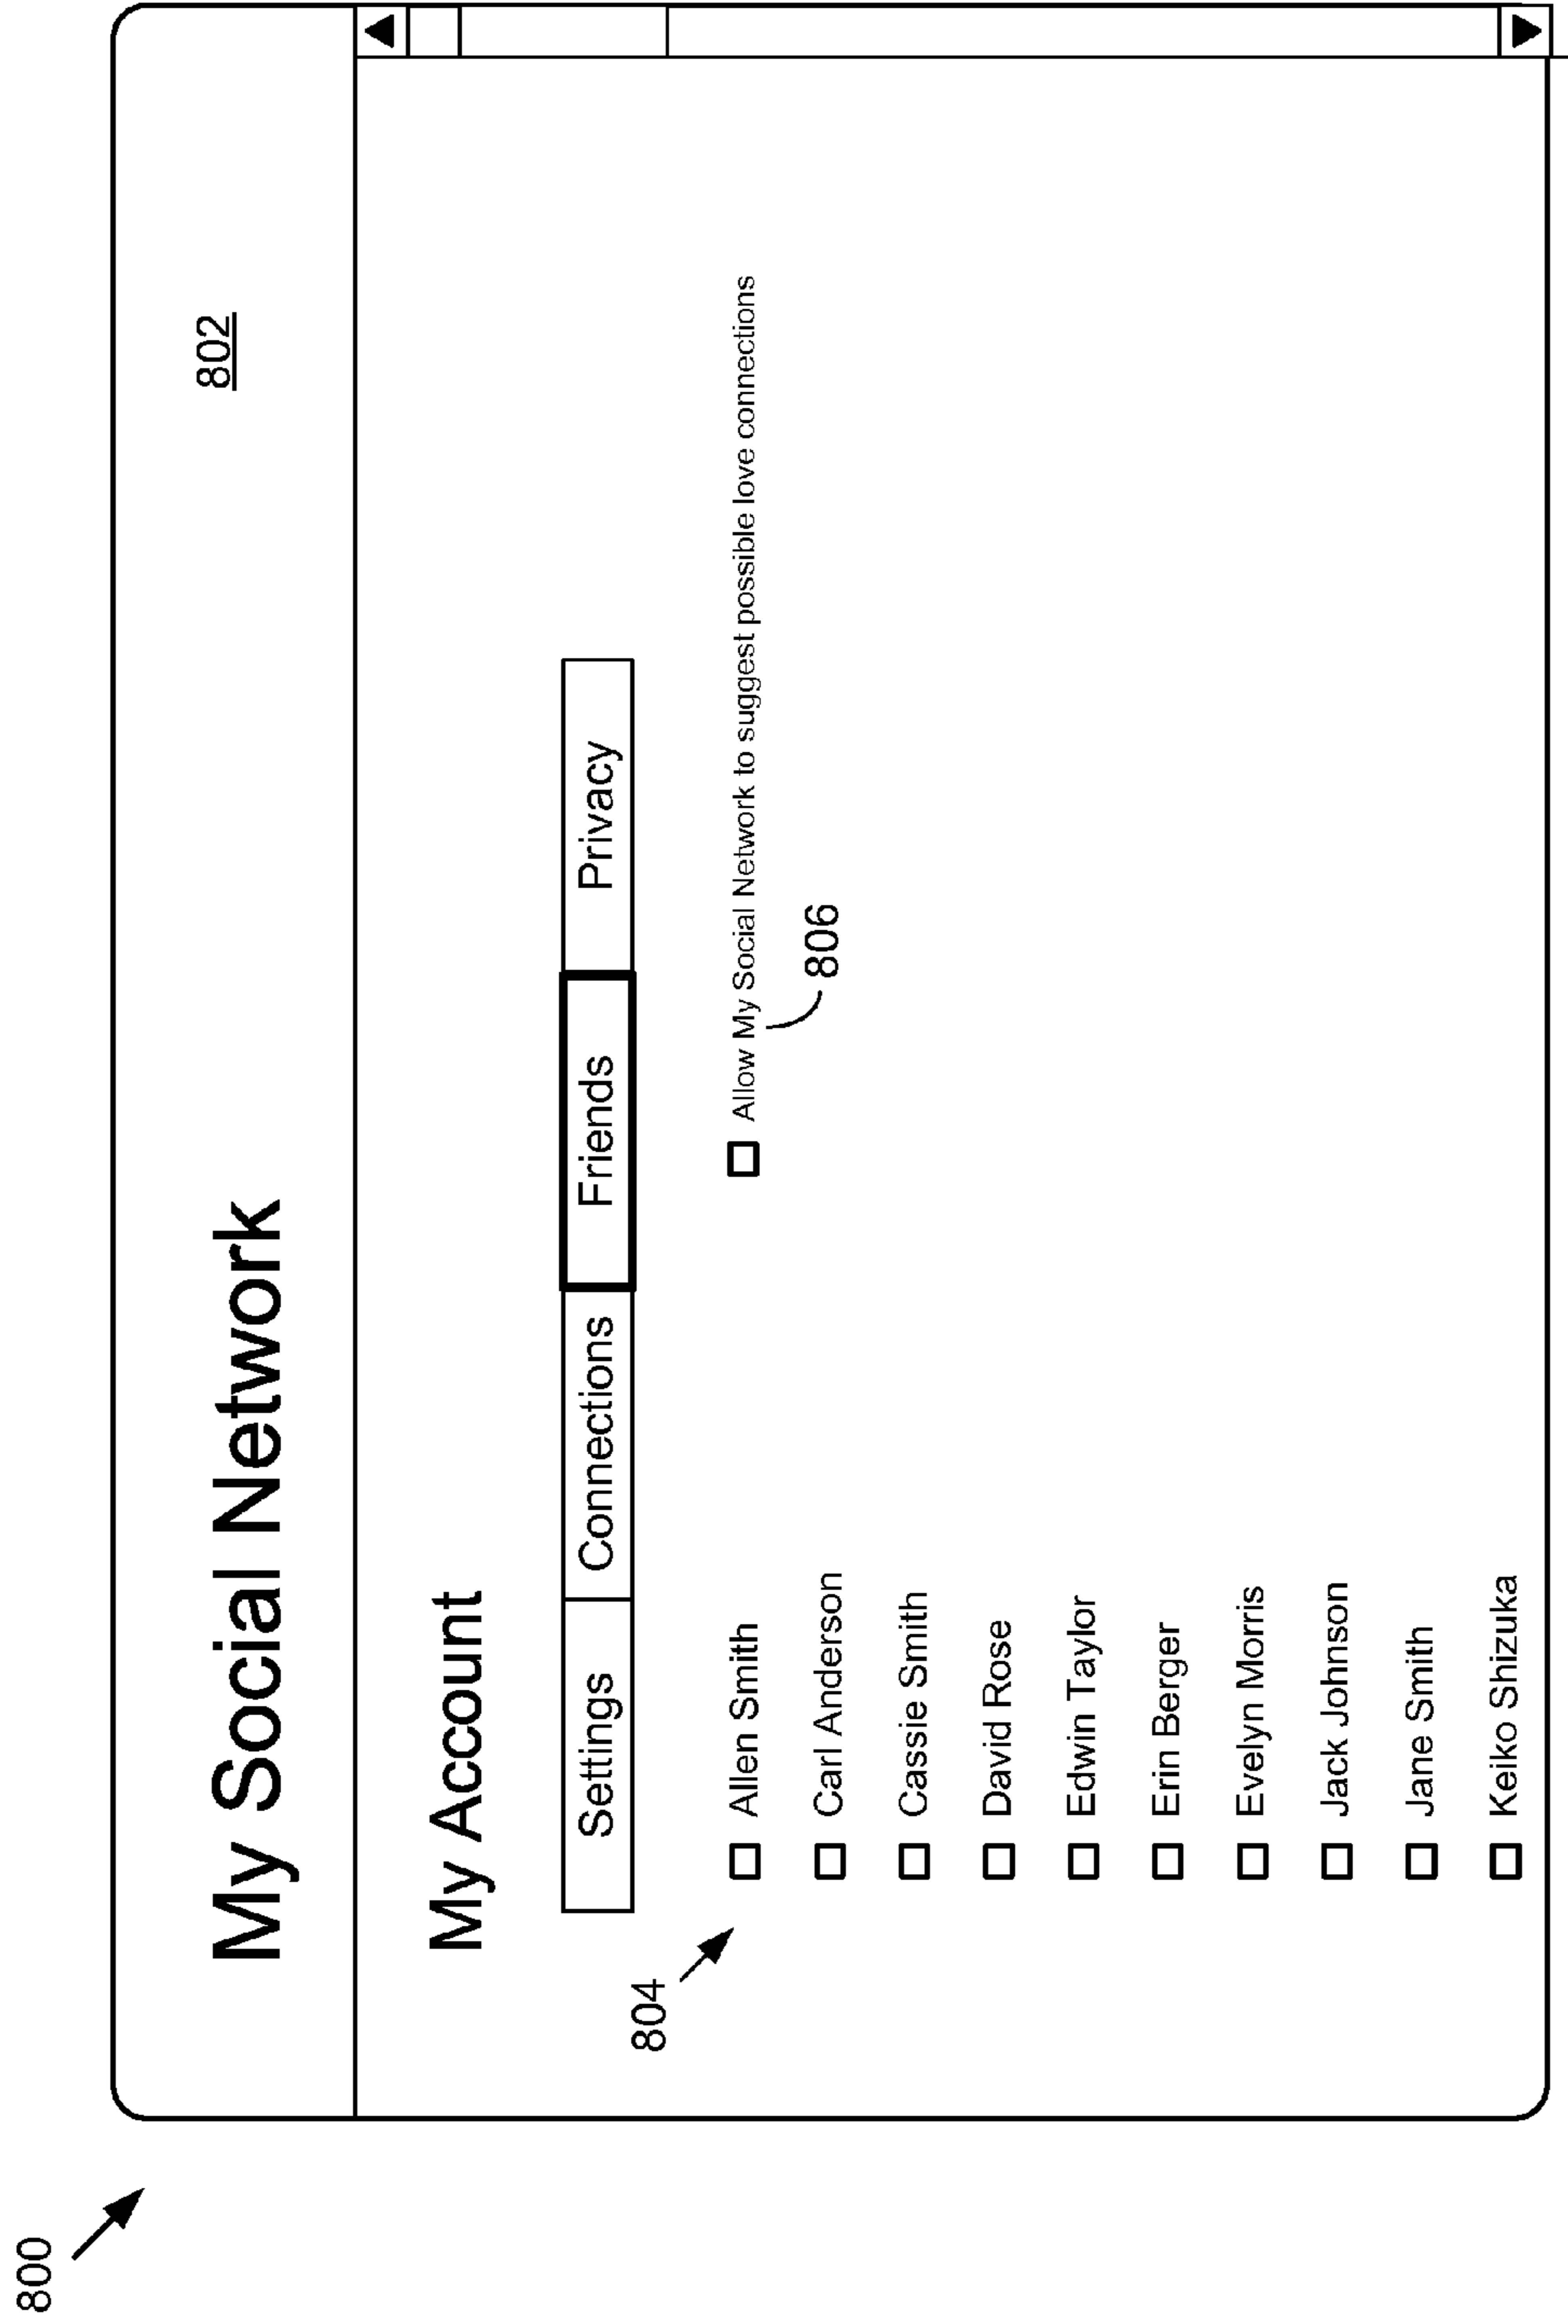 800
My Social Network 802
My Account
Settings Connections Friends Privacy
804
Allen Smith Allow My Social Network to suggest possible love connections
806
Carl Anderson
Cassie Smith
David Rose
Edwin Taylor
Erin Berger
Evelyn Morris
Jack Johnson
Jane Smith
Keiko Shizuka